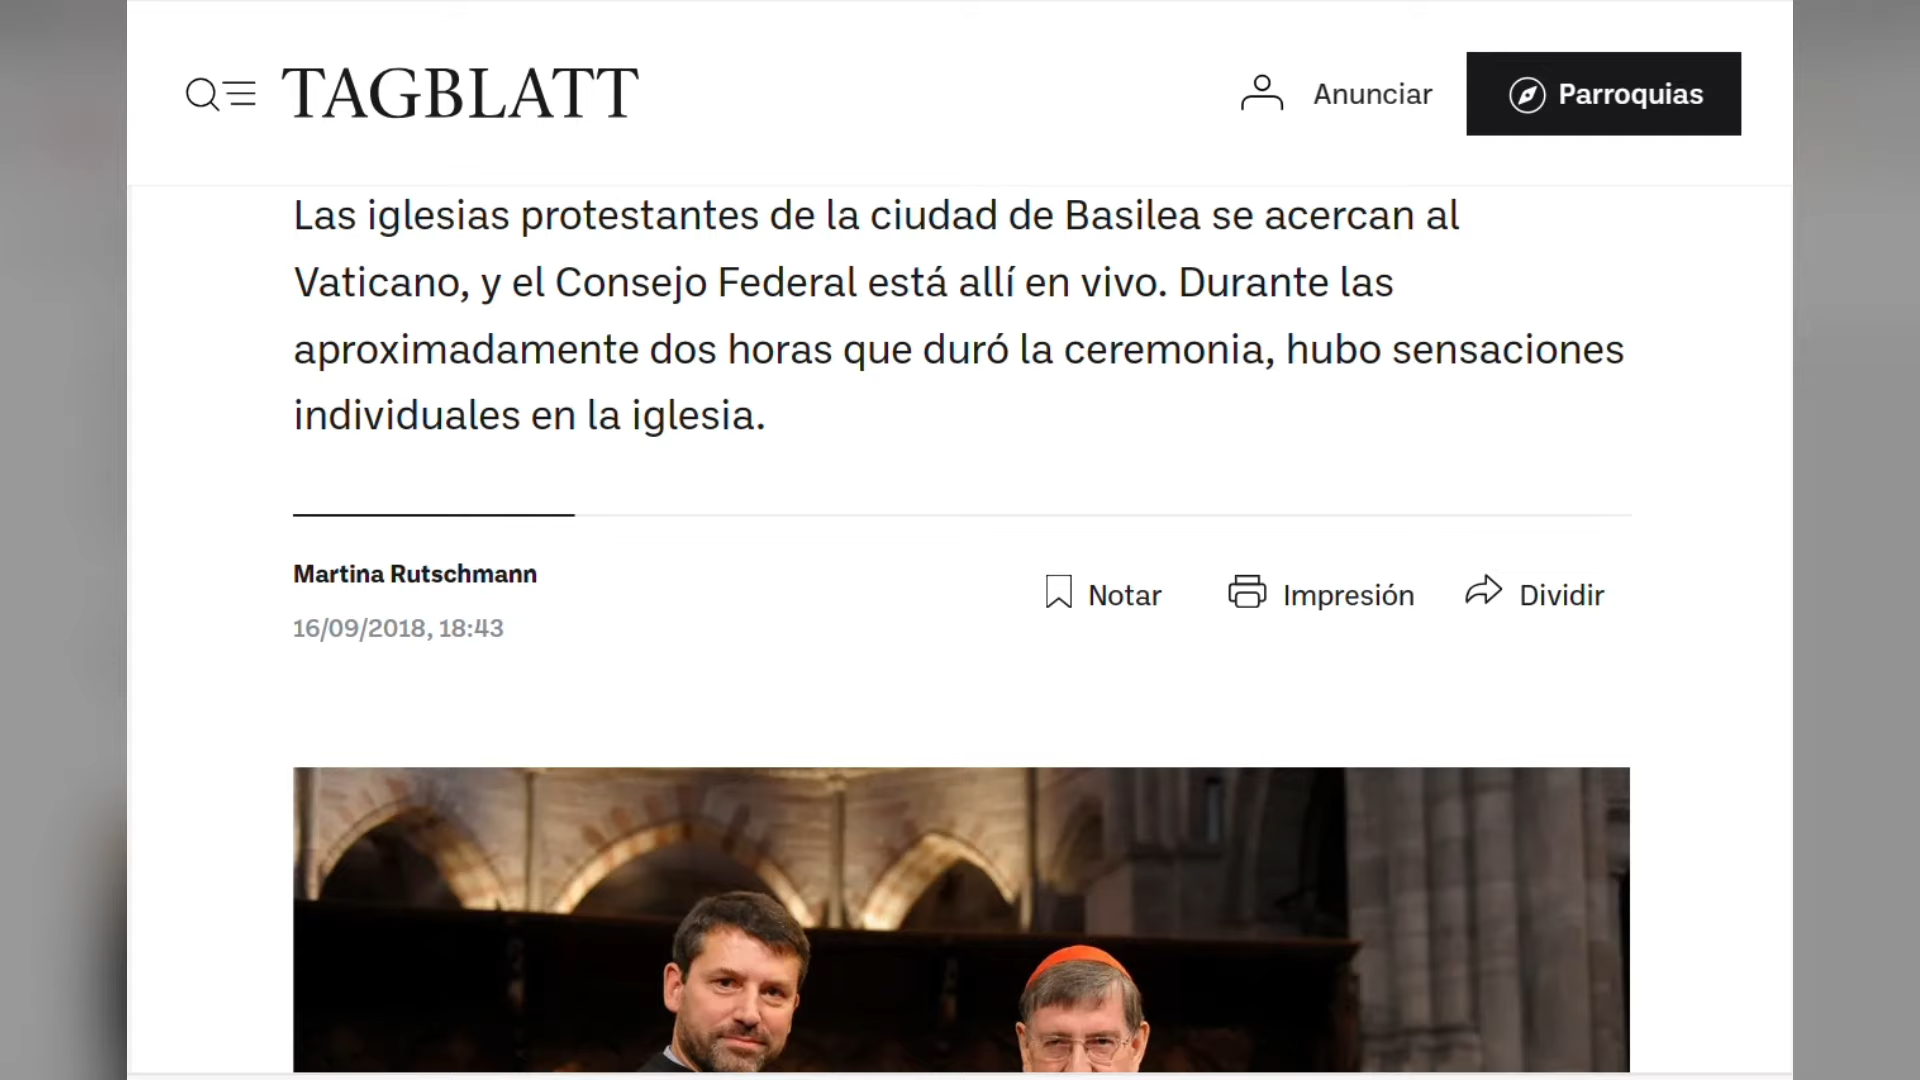 TAGBLATT
Anunciar
Parroquias
Las iglesias protestantes de la ciudad de Basilea se acercan al
Vaticano, y el Consejo Federal está allí en vivo. Durante las
aproximadamente dos horas que duró la ceremonia, hubo sensaciones
individuales en la iglesia.
Martina Rutschmann
16/09/2018, 18:43
Notar
Impresión
Dividir